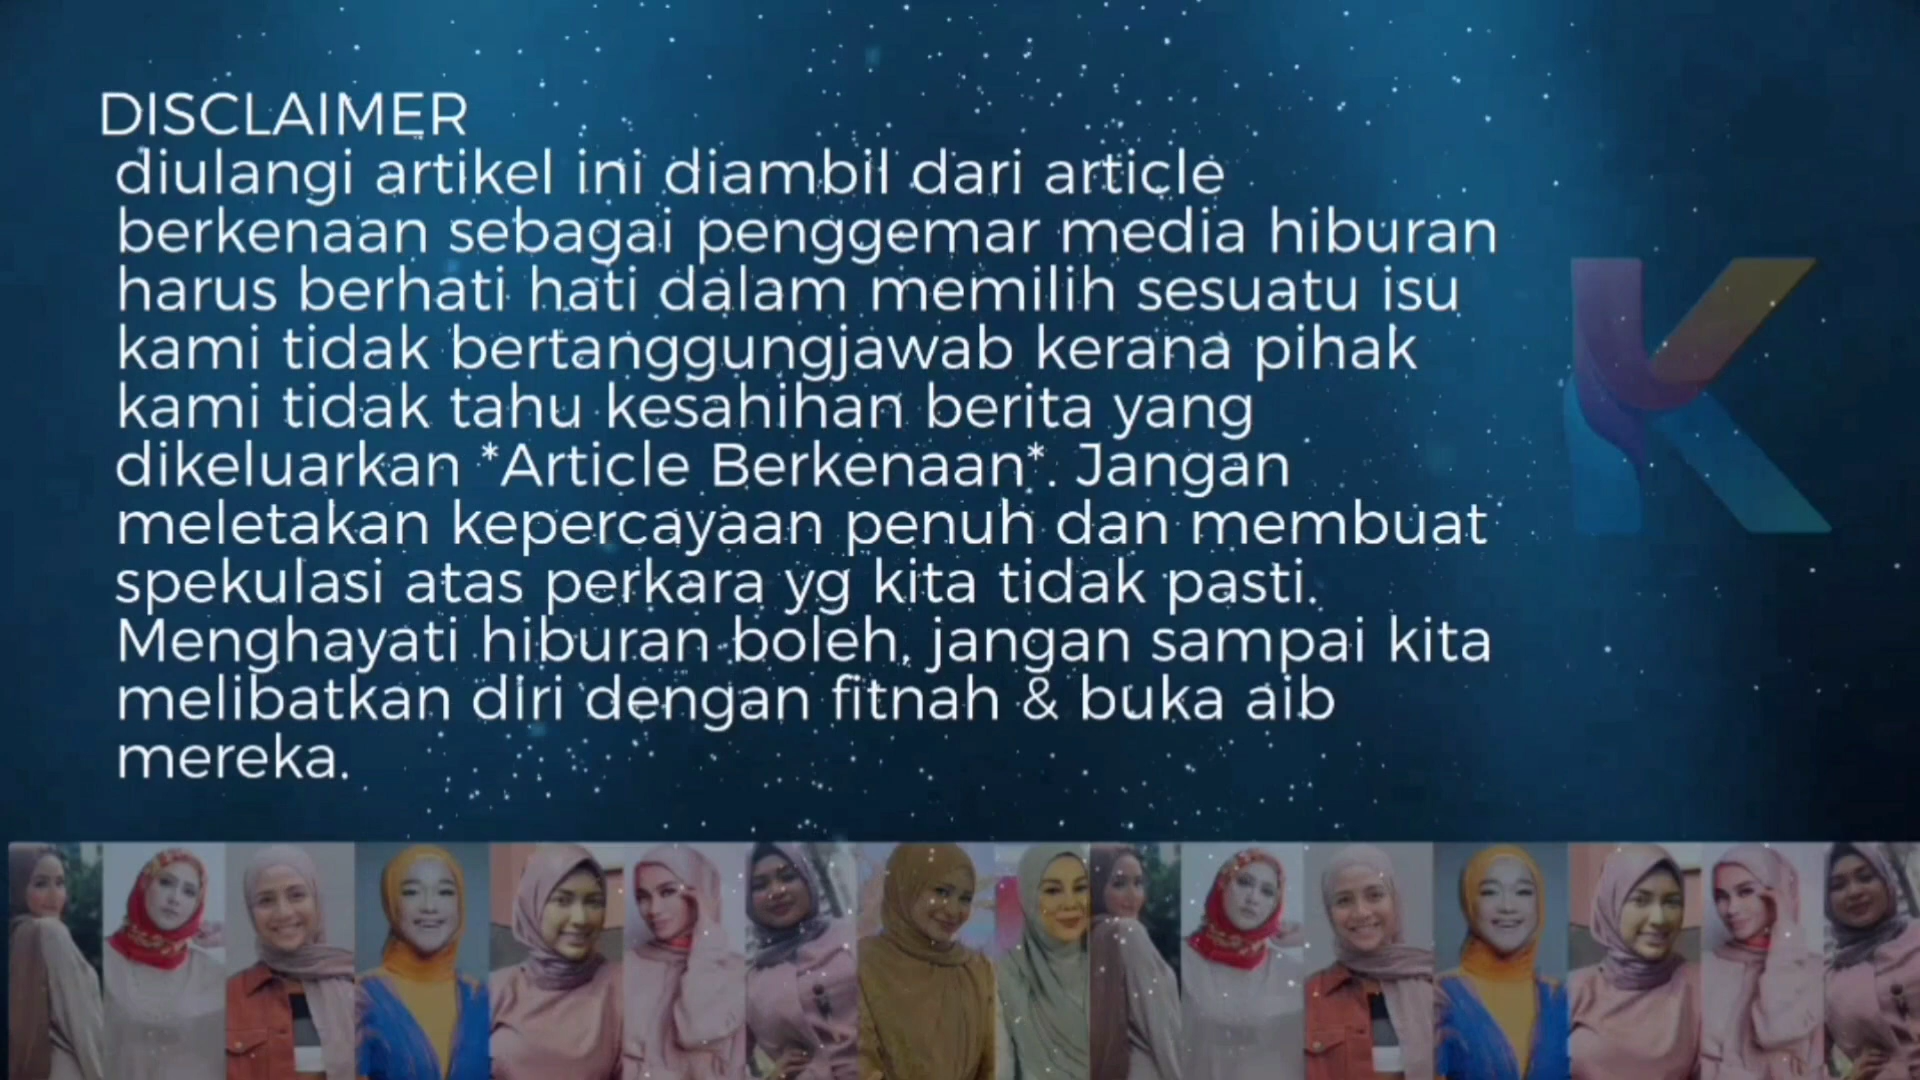 DISCLAIMER
diulangi artikel ini diambil dari article
berkenaan sebagai penggemar media hiburan
harus berhati hati dalam memilih sesuatu isu
kami tidak bertanggungjawab kerana pihak
kami tidak tahu kesahihan berita yang
dikeluarkan *Article Berkenaan*. Jangan
meletakan kepercayaan penuh dan membuat
spekulasi atas perkara yg kita tidak pasti.
Menghayati hiburan boleh, jangan sampai kita
melibatkan diri dengan fitnah & buka aib
mereka.
K